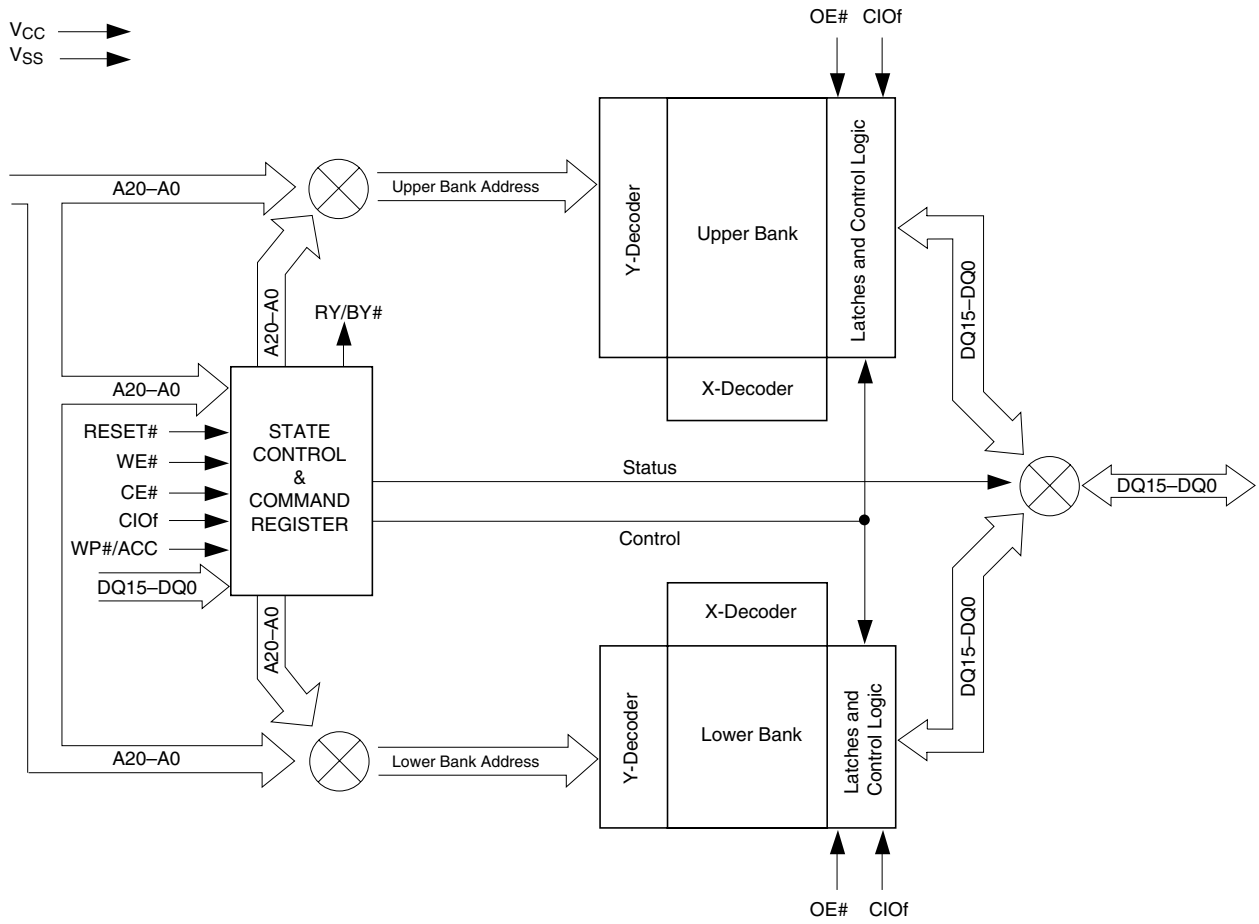 OE# CIOf
VCC
VSS
A20–A0
Upper Bank Address
Y-Decoder
Upper Bank
Latches and Control Logic
X-Decoder
DQ15–DQ0
A20–A0
RY/BY#
A20–A0
RESET#
WE#
CE#
CIOf
WP#/ACC
DQ15–DQ0
STATE
CONTROL
&
COMMAND
REGISTER
Status
Control
DQ15–DQ0
A20–A0
X-Decoder
DQ15–DQ0
A20–A0
Lower Bank Address
Y-Decoder
Lower Bank
Latches and
Control Logic
OE# CIOf